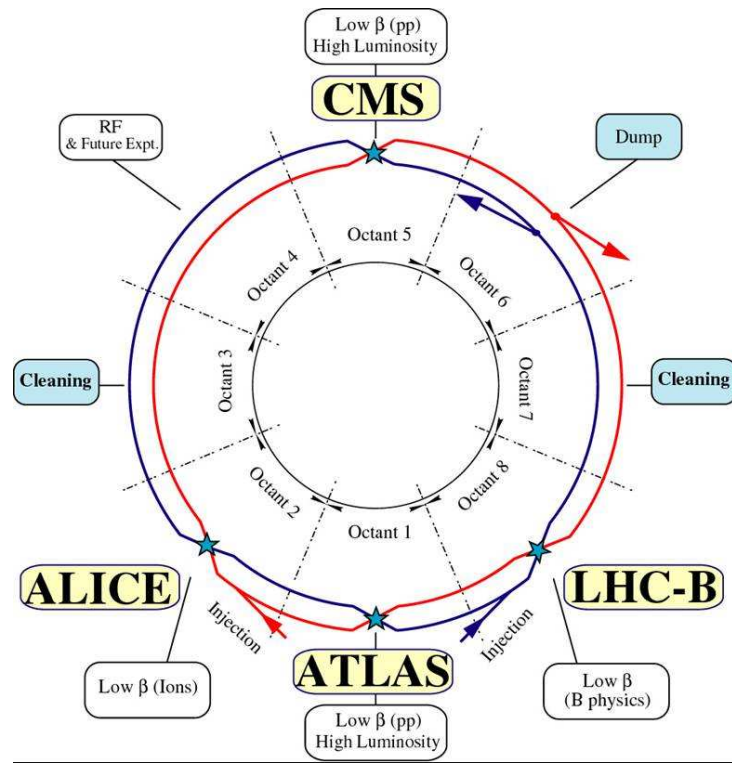 Low β (pp)
High Luminosity
CMS
RF
& Future Expt.
Dump
Octant 5
Octant 4
Octant 6
Cleaning
Octant 3
Octant 7
Cleaning
Octant 2
Octant 8
Octant 1
ALICE
LHC-B
Injection
Injection
ATLAS
Low β (Ions)
Low β
(B physics)
Low β (pp)
High Luminosity